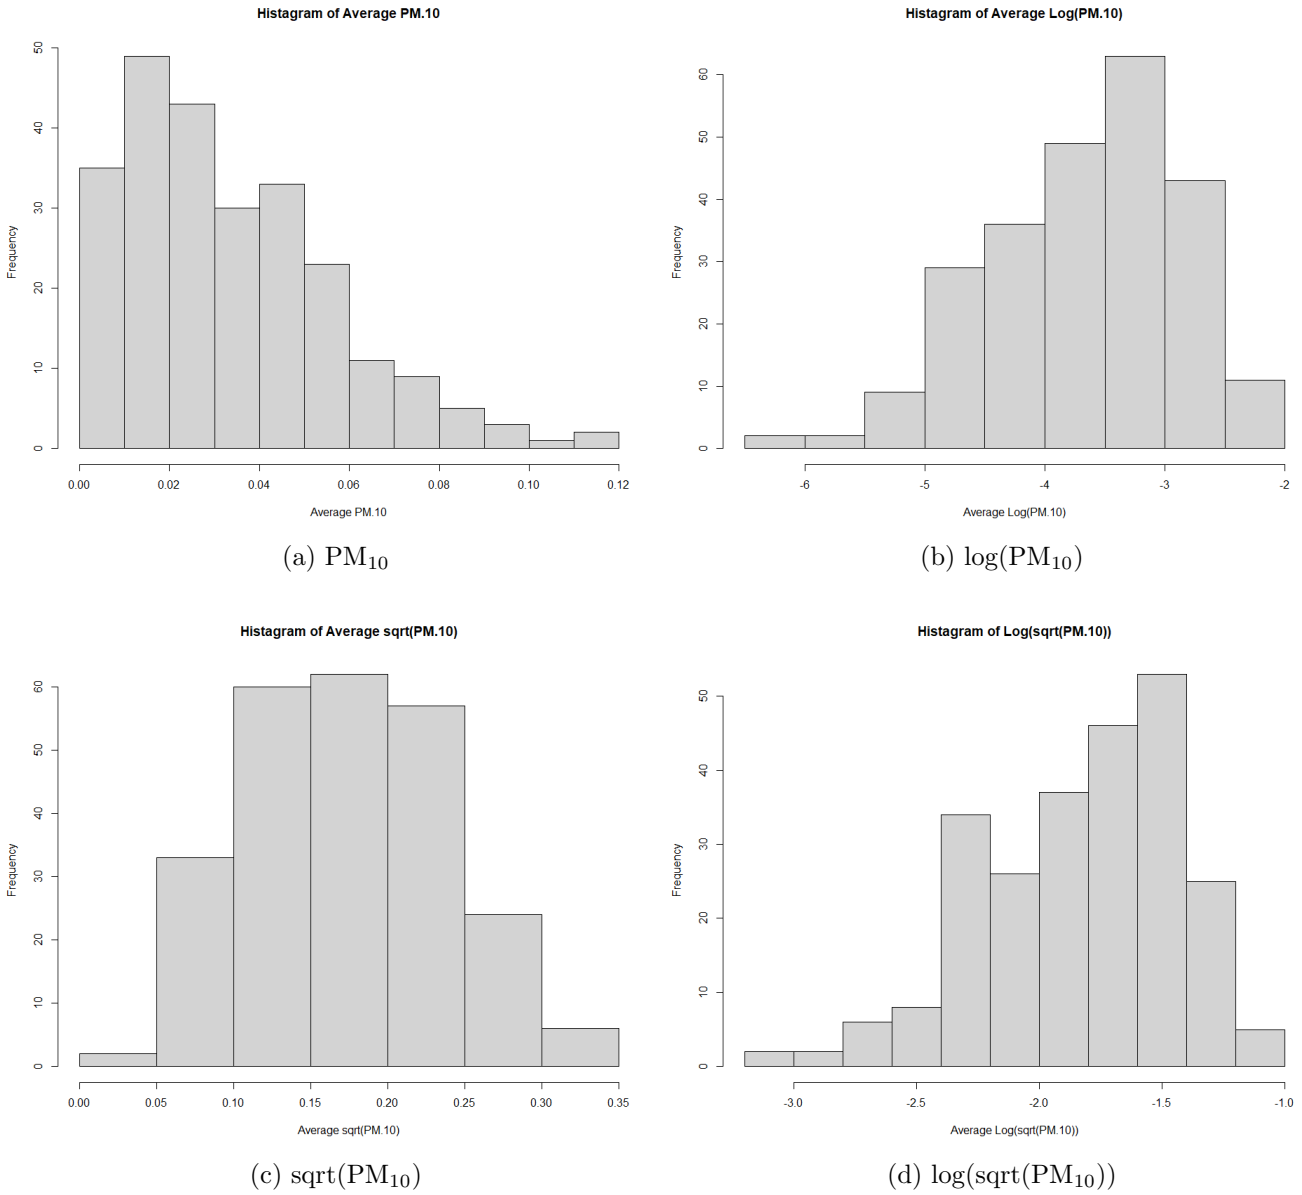 Histagram of Average PM.10
50
40
30
20
10
0
Frequency
0.00 0.02 0.04 0.06 0.08 0.10 0.12
Average PM.10
(a) PM₁₀
Histagram of Average Log(PM.10)
60
50
40
30
20
10
0
Frequency
-6 -5 -4 -3 -2
Average Log(PM.10)
(b) log(PM₁₀)
Histagram of Average sqrt(PM.10)
60
50
40
30
20
10
0
Frequency
0.00 0.05 0.10 0.15 0.20 0.25 0.30 0.35
Average sqrt(PM.10)
(c) sqrt(PM₁₀)
Histagram of Log(sqrt(PM.10))
50
40
30
20
10
0
Frequency
-3.0 -2.5 -2.0 -1.5 -1.0
Average Log(sqrt(PM.10))
(d) log(sqrt(PM₁₀))